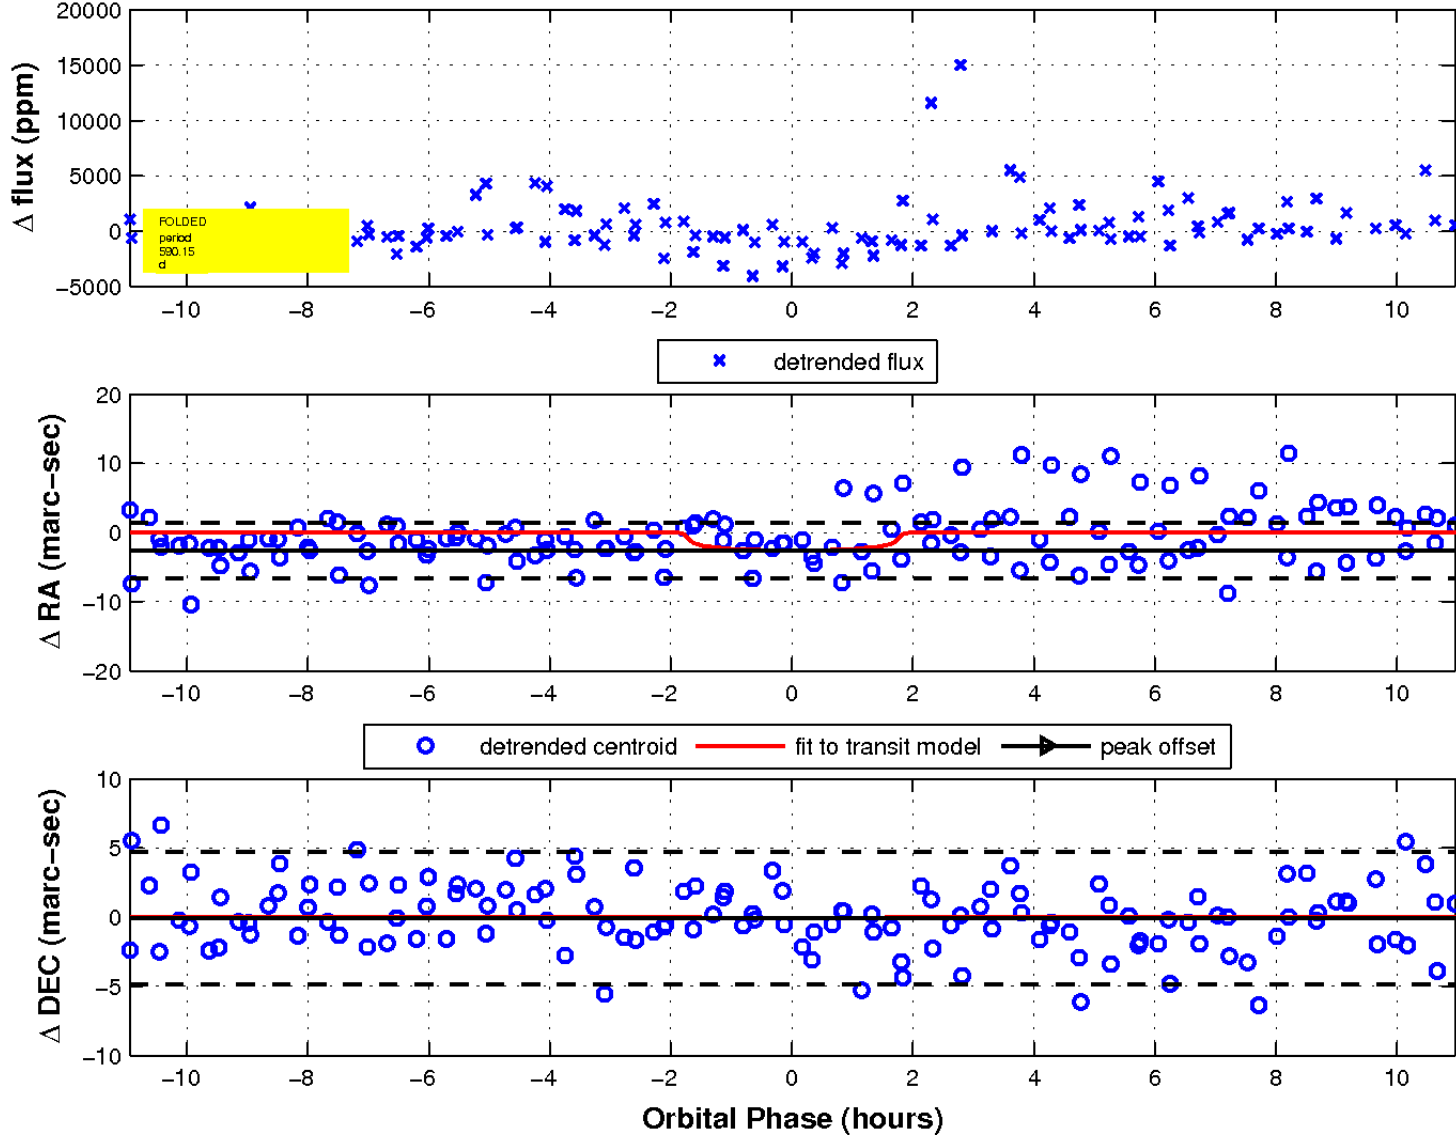 20000
15000
10000
5000
0
−5000
Δ flux (ppm)
FOLDED
period
590.15
d
−10 −8 −6 −4 −2 0 2 4 6 8 10
detrended flux
20
10
0
−10
−20
Δ RA (marc−sec)
−10 −8 −6 −4 −2 0 2 4 6 8 10
detrended centroid fit to transit model peak offset
10
5
0
−5
−10
Δ DEC (marc−sec)
−10 −8 −6 −4 −2 0 2 4 6 8 10
Orbital Phase (hours)